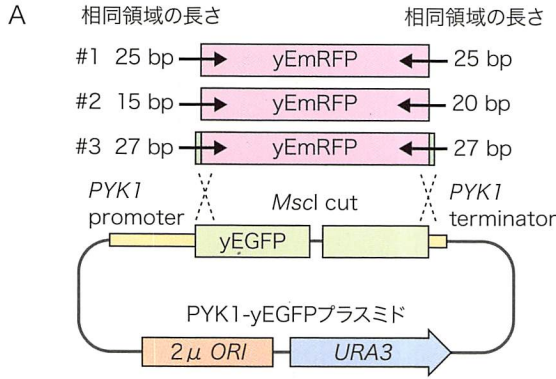 A
相同領域の長さ 相同領域の長さ
#1 25 bp yEmRFP 25 bp
#2 15 bp yEmRFP 20 bp
#3 27 bp yEmRFP 27 bp
PYK1 promoter
MscI cut
PYK1 terminator
yEGFP
PYK1-yEGFPプラスミド
2μ ORI URA3